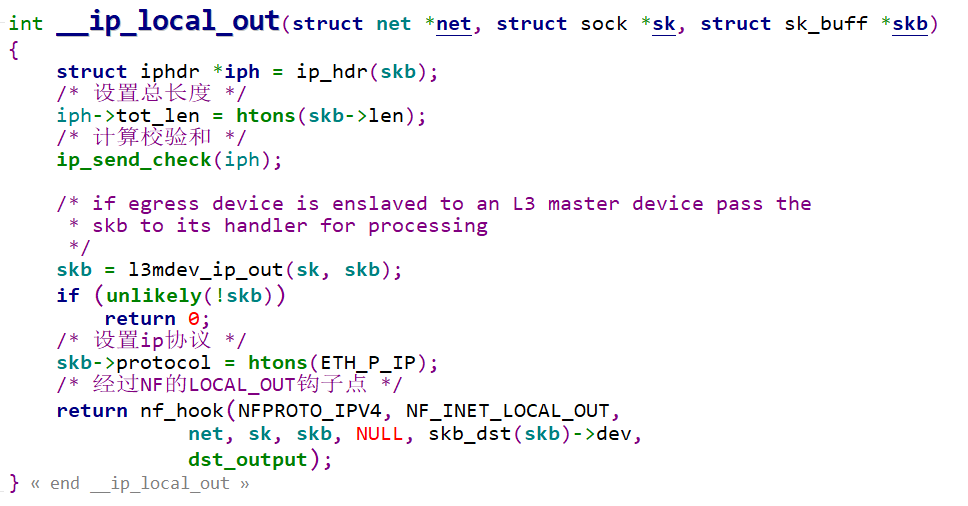 int __ip_local_out(struct net *net, struct sock *sk, struct sk_buff *skb)
{
    struct iphdr *iph = ip_hdr(skb);
    /* 设置总长度 */
    iph->tot_len = htons(skb->len);
    /* 计算校验和 */
    ip_send_check(iph);

    /* if egress device is enslaved to an L3 master device pass the
     * skb to its handler for processing
     */
    skb = l3mdev_ip_out(sk, skb);
    if (unlikely(!skb))
        return 0;
    /* 设置ip协议 */
    skb->protocol = htons(ETH_P_IP);
    /* 经过NF的LOCAL_OUT钩子点 */
    return nf_hook(NFPROTO_IPV4, NF_INET_LOCAL_OUT,
               net, sk, skb, NULL, skb_dst(skb)->dev,
               dst_output);
} « end __ip_local_out »